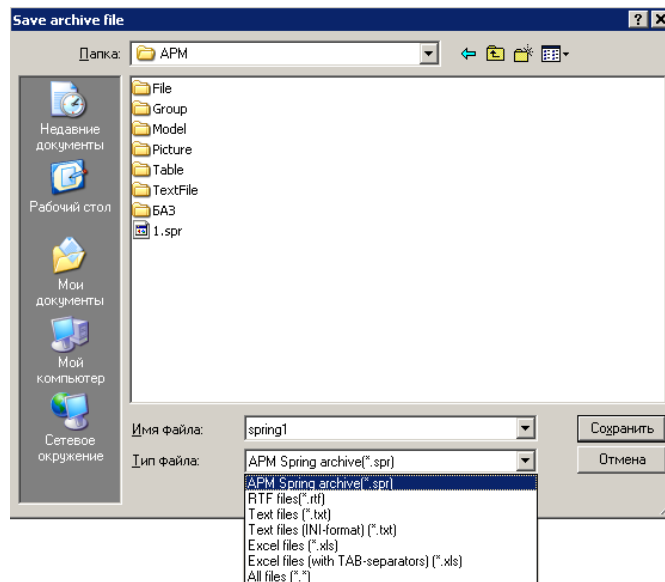 Save archive file
Папка:
APM
File
Group
Model
Picture
Table
TextFile
БАЗ
1.spr
Недавние
документы
Рабочий стол
Мои
документы
Мой
компьютер
Сетевое
окружение
Имя файла:
spring1
Сохранить
Тип файла:
APM Spring archive(*.spr)
Отмена
APM Spring archive(*.spr)
RTF files(*.rtf)
Text files (*.txt)
Text files (INI-format) (*.txt)
Excel files (*.xls)
Excel files (with TAB-separators) (*.xls)
All files (*.*)